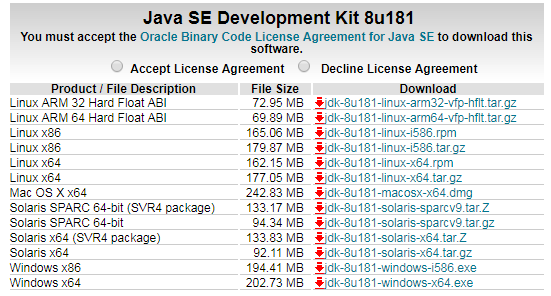 Java SE Development Kit 8u181
You must accept the Oracle Binary Code License Agreement for Java SE to download this
software.
Accept License Agreement Decline License Agreement
Product / File Description File Size Download
Linux ARM 32 Hard Float ABI 72.95 MB jdk-8u181-linux-arm32-vfp-hflt.tar.gz
Linux ARM 64 Hard Float ABI 69.89 MB jdk-8u181-linux-arm64-vfp-hflt.tar.gz
Linux x86 165.06 MB jdk-8u181-linux-i586.rpm
Linux x86 179.87 MB jdk-8u181-linux-i586.tar.gz
Linux x64 162.15 MB jdk-8u181-linux-x64.rpm
Linux x64 177.05 MB jdk-8u181-linux-x64.tar.gz
Mac OS X x64 242.83 MB jdk-8u181-macosx-x64.dmg
Solaris SPARC 64-bit (SVR4 package) 133.17 MB jdk-8u181-solaris-sparcv9.tar.Z
Solaris SPARC 64-bit 94.34 MB jdk-8u181-solaris-sparcv9.tar.gz
Solaris x64 (SVR4 package) 133.83 MB jdk-8u181-solaris-x64.tar.Z
Solaris x64 92.11 MB jdk-8u181-solaris-x64.tar.gz
Windows x86 194.41 MB jdk-8u181-windows-i586.exe
Windows x64 202.73 MB jdk-8u181-windows-x64.exe